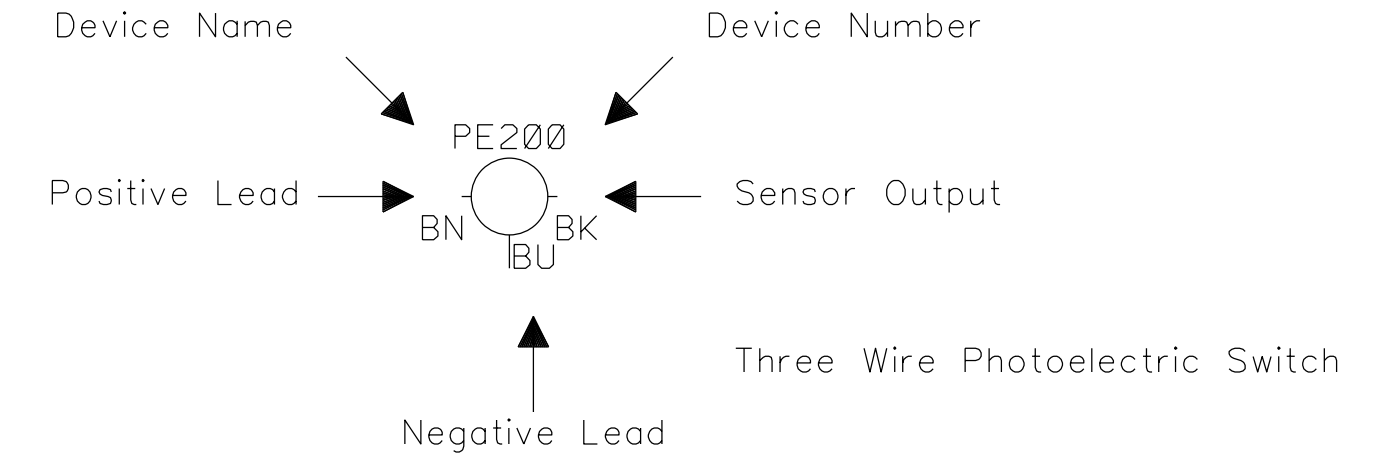 Device Name
Device Number
PE200
Positive Lead
Sensor Output
BN
BK
BU
Three Wire Photoelectric Switch
Negative Lead